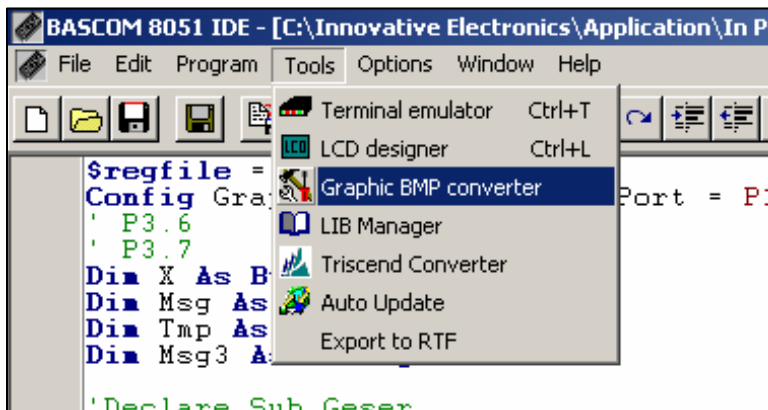 BASCOM 8051 IDE - [C:\Innovative Electronics\Application\In P
File Edit Program Tools Options Window Help
Terminal emulator Ctrl+T
LCD designer Ctrl+L
Graphic BMP converter
LIB Manager
Triscend Converter
Auto Update
Export to RTF
$regfile =
Config Gra Port = P
' P3.6
' P3.7
Dim X As B
Dim Msg As
Dim Tmp As
Dim Msg3 A
'Declare Sub Geser